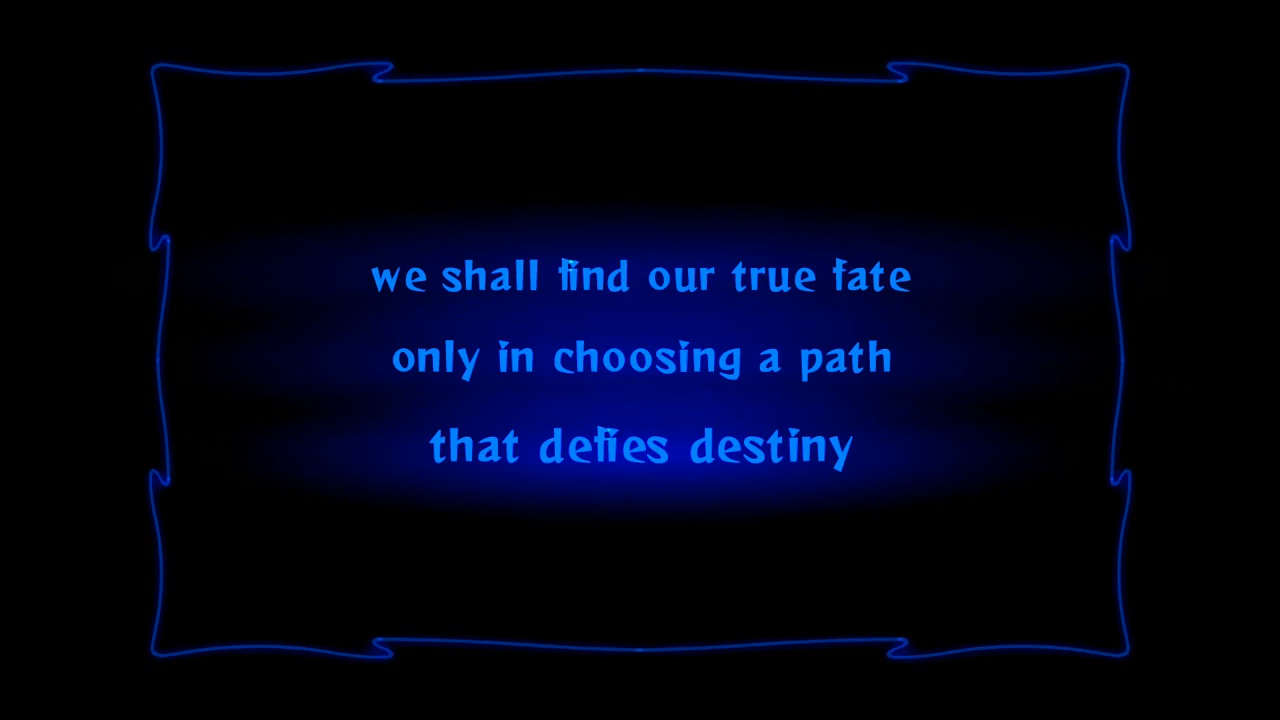 we shall find our true fate
only in choosing a path
that defies destiny